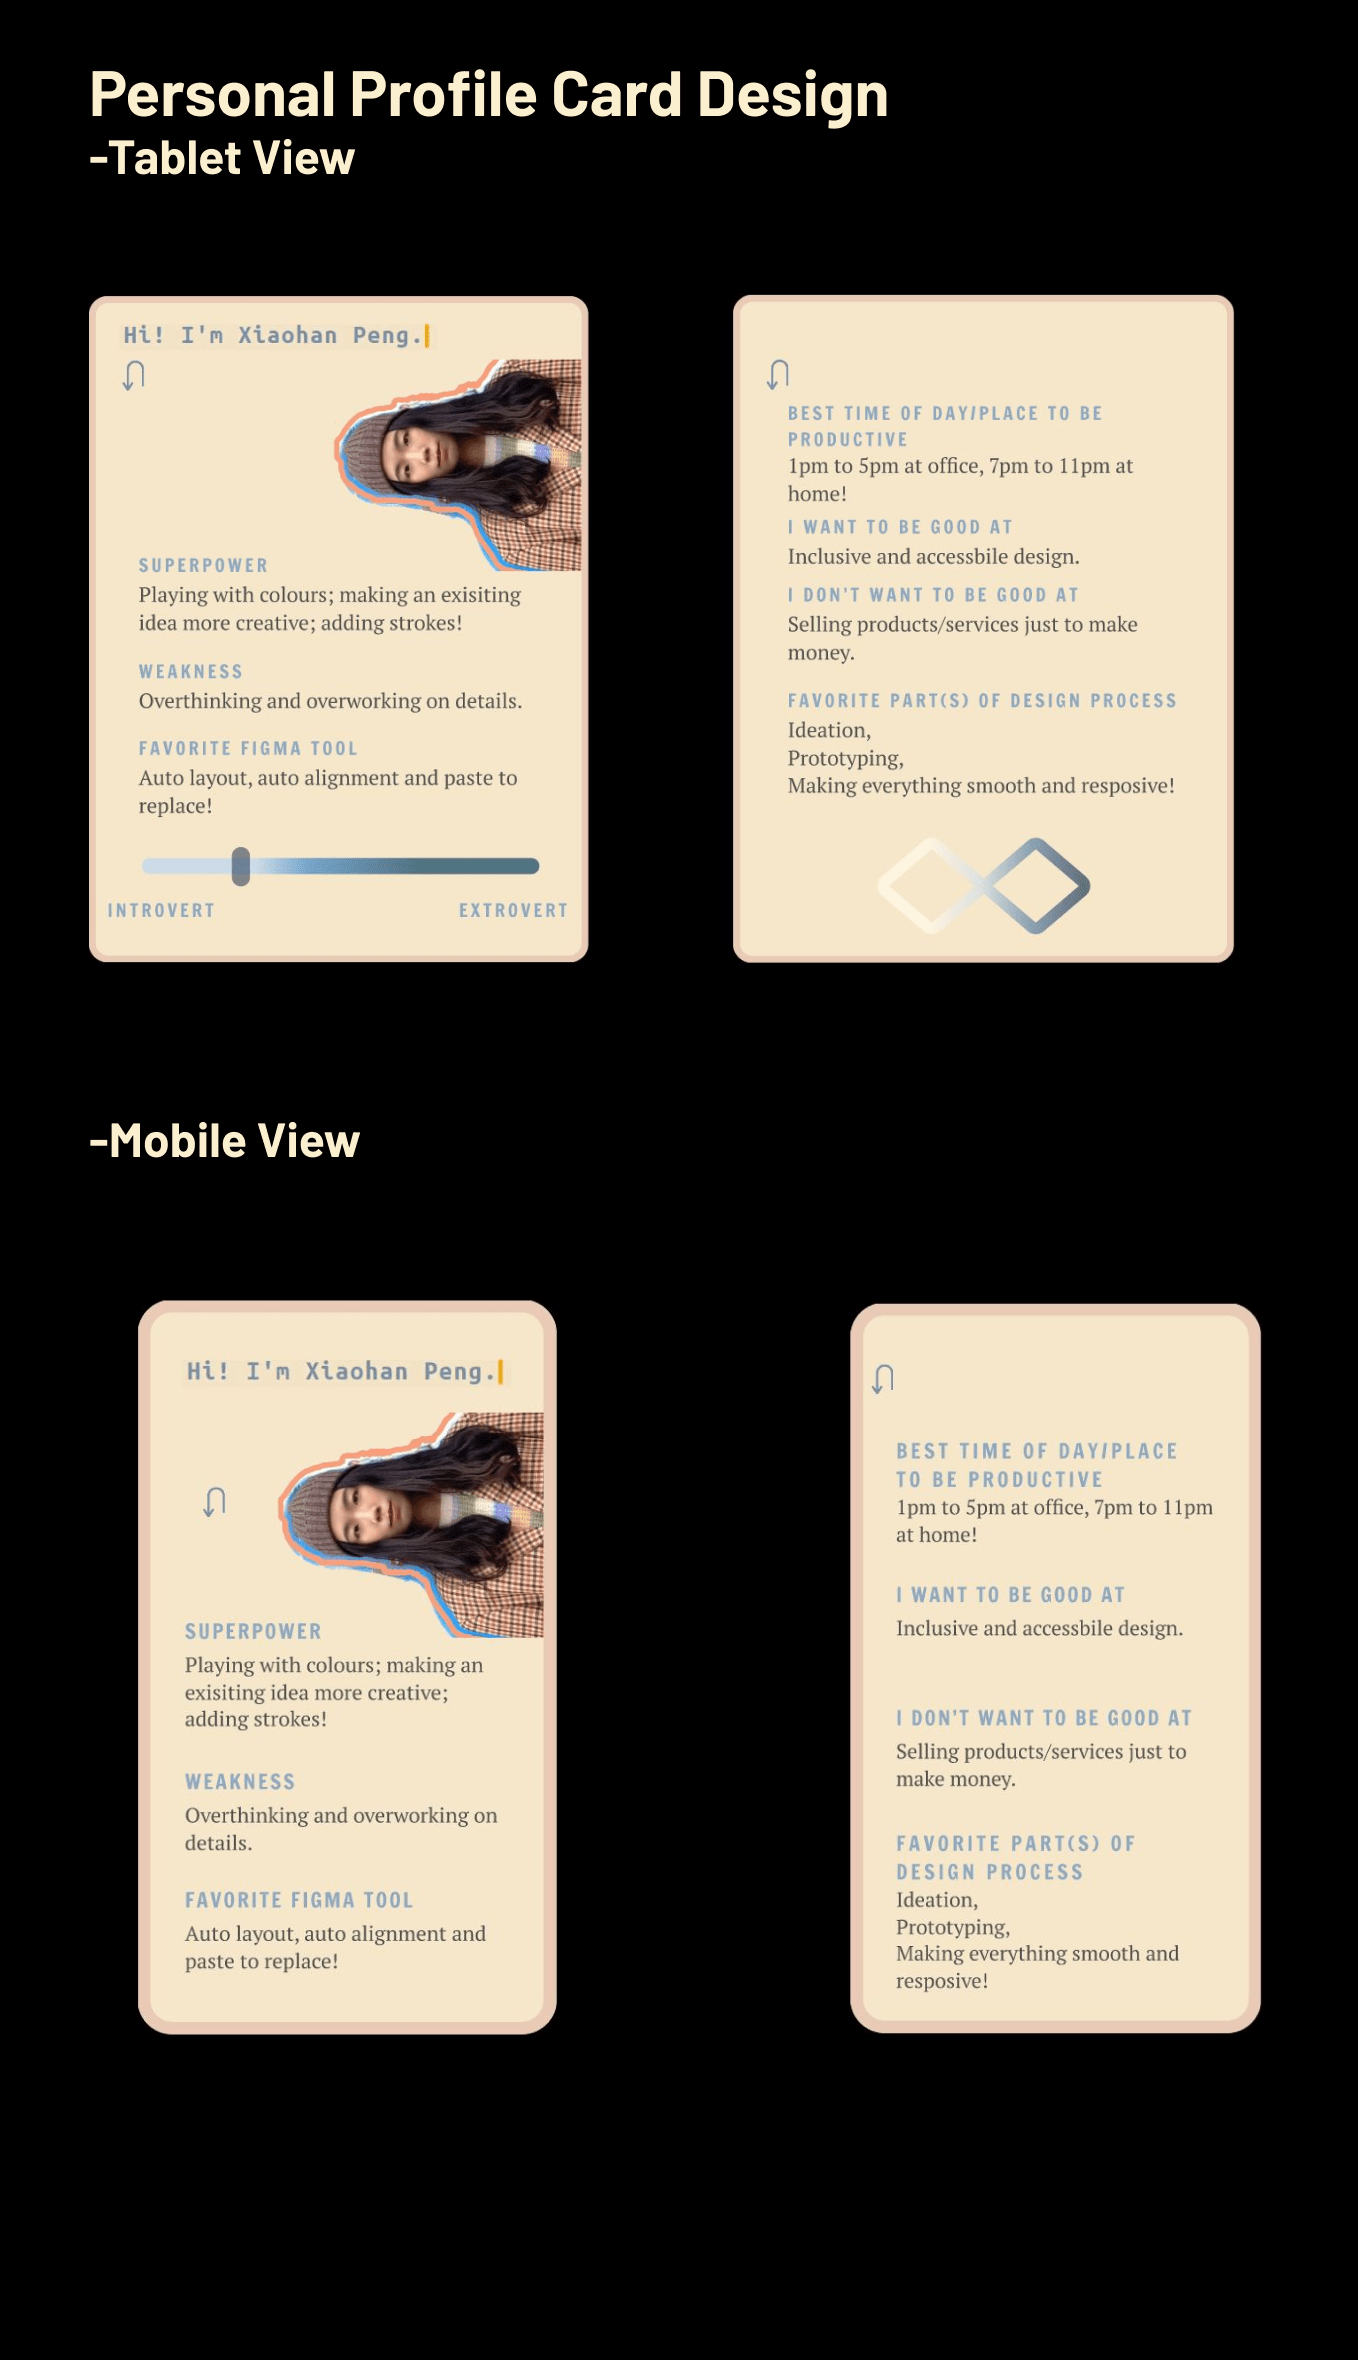 Personal Profile Card Design
-Tablet View
Hi! I'm Xiaohan Peng.
SUPERPOWER
Playing with colours; making an exisiting
idea more creative; adding strokes!
WEAKNESS
Overthinking and overworking on details.
FAVORITE FIGMA TOOL
Auto layout, auto alignment and paste to
replace!
INTROVERT
EXTROVERT
BEST TIME OF DAY/PLACE TO BE
PRODUCTIVE
1pm to 5pm at office, 7pm to 11pm at
home!
I WANT TO BE GOOD AT
Inclusive and accessbile design.
I DON'T WANT TO BE GOOD AT
Selling products/services just to make
money.
FAVORITE PART(S) OF DESIGN PROCESS
Ideation,
Prototyping,
Making everything smooth and resposive!
-Mobile View
Hi! I'm Xiaohan Peng.
SUPERPOWER
Playing with colours; making an
exisiting idea more creative;
adding strokes!
WEAKNESS
Overthinking and overworking on
details.
FAVORITE FIGMA TOOL
Auto layout, auto alignment and
paste to replace!
BEST TIME OF DAY/PLACE
TO BE PRODUCTIVE
1pm to 5pm at office, 7pm to 11pm
at home!
I WANT TO BE GOOD AT
Inclusive and accessbile design.
I DON'T WANT TO BE GOOD AT
Selling products/services just to
make money.
FAVORITE PART(S) OF
DESIGN PROCESS
Ideation,
Prototyping,
Making everything smooth and
resposive!